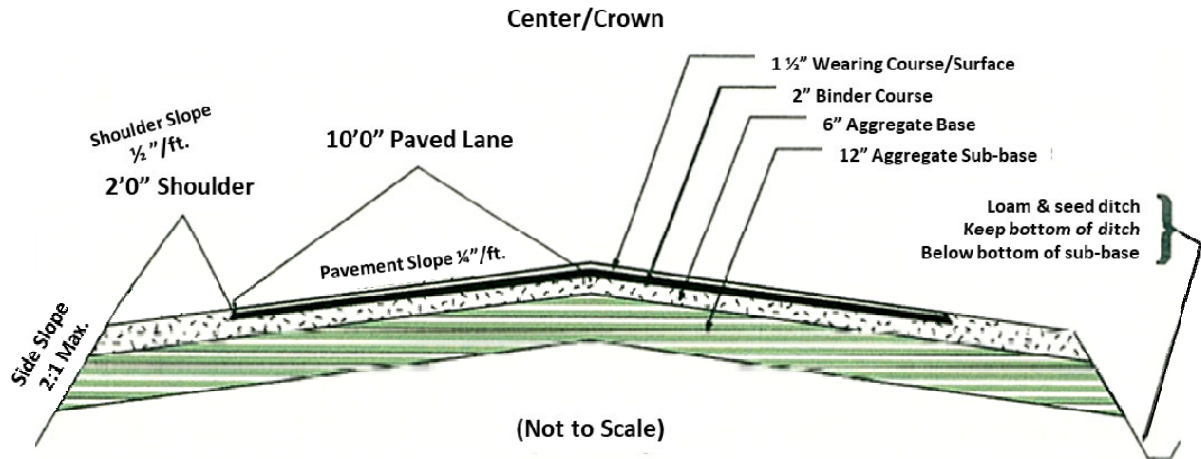 Center/Crown
1 ½” Wearing Course/Surface
2” Binder Course
6” Aggregate Base
12” Aggregate Sub-base
Shoulder Slope
½”/ft.
2’0” Shoulder
10’0” Paved Lane
Loam & seed ditch
Keep bottom of ditch
Below bottom of sub-base
Pavement Slope ¼”/ft.
Side Slope
2:1 Max.
(Not to Scale)